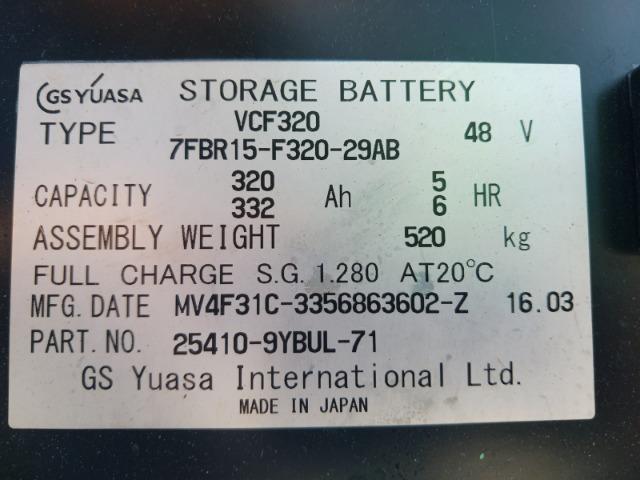 GS YUASA STORAGE BATTERY
TYPE VCF320 48 V
7FBR15-F320-29AB
CAPACITY 320 Ah 5 HR
332 6
ASSEMBLY WEIGHT 520 kg
FULL CHARGE S.G. 1.280 AT20°C
MFG. DATE MV4F31C-3356863602-Z 16.03
PART. NO. 25410-9YBUL-71
GS Yuasa International Ltd.
MADE IN JAPAN